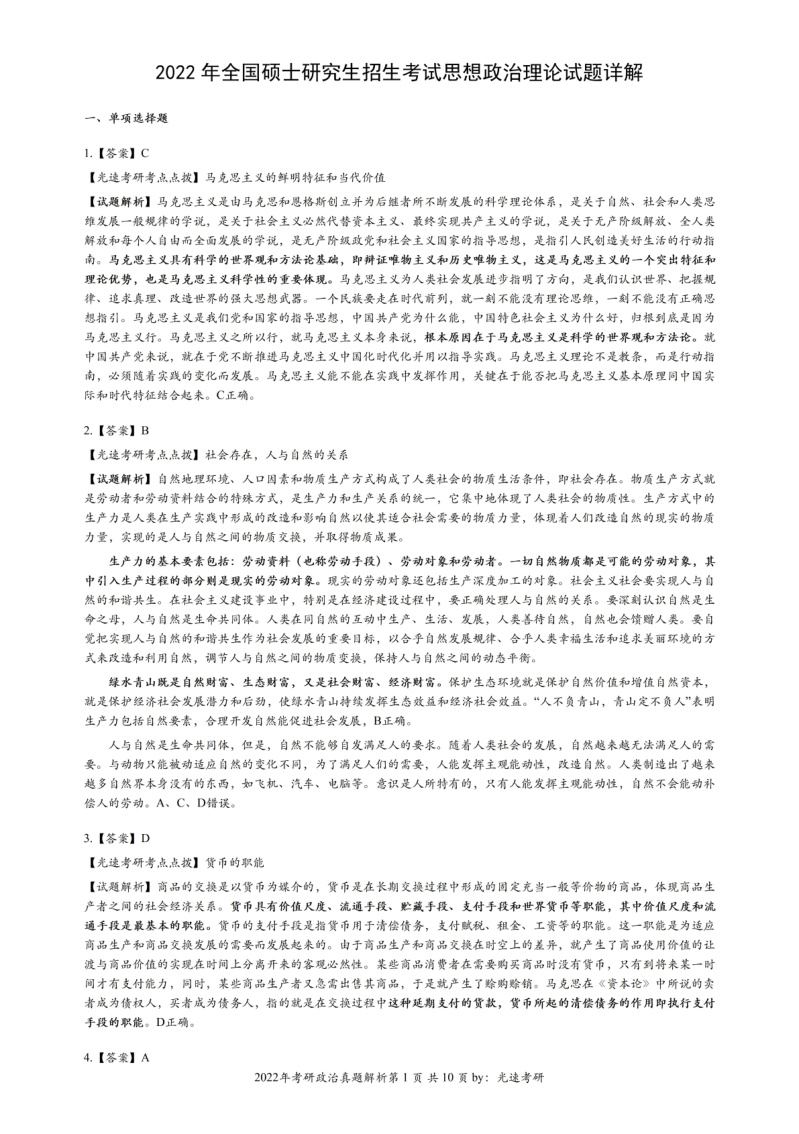 2022 年全国硕士研究生招生考试思想政治理论试题详解
一、单项选择题
1.【答案】C
【光速考研考点点拨】马克思主义的鲜明特征和当代价值
【试题解析】马克思主义是由马克思和恩格斯创立并为后继者所不断发展的科学理论体系，是关于自然、社会和人类思
维发展一般规律的学说，是关于社会主义必然代替资本主义、最终实现共产主义的学说，是关于无产阶级解放、全人类
解放和每个人自由而全面发展的学说，是无产阶级政党和社会主义国家的指导思想，是指引人民创造美好生活的行动指
南。马克思主义具有科学的世界观和方法论基础，即辩证唯物主义和历史唯物主义，这是马克思主义的一个突出特征和
理论优势，也是马克思主义科学性的重要体现。马克思主义为人类社会发展进步指明了方向，是我们认识世界、把握规
律、追求真理、改造世界的强大思想武器。一个民族要走在时代前列，就一刻不能没有理论思维，一刻不能没有正确思
想指引。马克思主义是我们党和国家的指导思想，中国共产党为什么能，中国特色社会主义为什么好，归根到底是因为
马克思主义行。马克思主义之所以行，就马克思主义本身来说，根本原因在于马克思主义是科学的世界观和方法论。就
中国共产党来说，就在于党不断推进马克思主义中国化时代化并用以指导实践。马克思主义理论不是教条，而是行动指
南，必须随着实践的变化而发展。马克思主义能不能在实践中发挥作用，关键在于能否把马克思主义基本原理同中国实
际和时代特征结合起来。C正确。
2.【答案】B
【光速考研考点点拨】社会存在，人与自然的关系
【试题解析】自然地理环境、人口因素和物质生产方式构成了人类社会的物质生活条件，即社会存在。物质生产方式就
是劳动者和劳动资料结合的特殊方式，是生产力和生产关系的统一，它集中地体现了人类社会的物质性。生产方式中的
生产力是人类在生产实践中形成的改造和影响自然以使其适合社会需要的物质力量，体现着人们改造自然的现实的物质
力量，实现的是人与自然之间的物质交换，并取得物质成果。
生产力的基本要素包括：劳动资料（也称劳动手段）、劳动对象和劳动者。一切自然物质都是可能的劳动对象，其
中引入生产过程的部分则是现实的劳动对象。现实的劳动对象还包括生产深度加工的对象。社会主义社会要实现人与自
然的和谐共生。在社会主义建设事业中，特别是在经济建设过程中，要正确处理人与自然的关系。要深刻认识自然是生
命之母，人与自然是生命共同体。人类在同自然的互动中生产、生活、发展，人类善待自然，自然也会馈赠人类。要自
觉把实现人与自然的和谐共生作为社会发展的重要目标，以合乎自然发展规律、合乎人类幸福生活和追求美丽环境的方
式来改造和利用自然，调节人与自然之间的物质变换，保持人与自然之间的动态平衡。
绿水青山既是自然财富、生态财富，又是社会财富、经济财富。保护生态环境就是保护自然价值和增值自然资本，
就是保护经济社会发展潜力和后劲，使绿水青山持续发挥生态效益和经济社会效益。“人不负青山，青山定不负人”表明
生产力包括自然要素，合理开发自然能促进社会发展，B正确。
人与自然是生命共同体，但是，自然不能够自发满足人的要求。随着人类社会的发展，自然越来越无法满足人的需
要。与动物只能被动适应自然的变化不同，为了满足人们的需要，人能发挥主观能动性，改造自然。人类制造出了越来
越多自然界本身没有的东西，如飞机、汽车、电脑等。意识是人所特有的，只有人能发挥主观能动性，自然不会能动补
偿人的劳动。A、C、D错误。
3.【答案】D
【光速考研考点点拨】货币的职能
【试题解析】商品的交换是以货币为媒介的，货币是在长期交换过程中形成的固定充当一般等价物的商品，体现商品生
产者之间的社会经济关系。货币具有价值尺度、流通手段、贮藏手段、支付手段和世界货币等职能，其中价值尺度和流
通手段是最基本的职能。货币的支付手段是指货币用于清偿债务，支付赋税、租金、工资等的职能。这一职能是为适应
商品生产和商品交换发展的需要而发展起来的。由于商品生产和商品交换在时空上的差异，就产生了商品使用价值的让
渡与商品价值的实现在时间上分离开来的客观必然性。某些商品消费者在需要购买商品时没有货币，只有到将来某一时
间才有支付能力，同时，某些商品生产者又急需出售其商品，于是就产生了赊购赊销。马克思在《资本论》中所说的卖
者成为债权人，买者成为债务人，指的就是在交换过程中这种延期支付的贷款，货币所起的清偿债务的作用即执行支付
手段的职能。D正确。
4.【答案】A
2022年考研政治真题解析第 1 页 共 10 页 by：光速考研